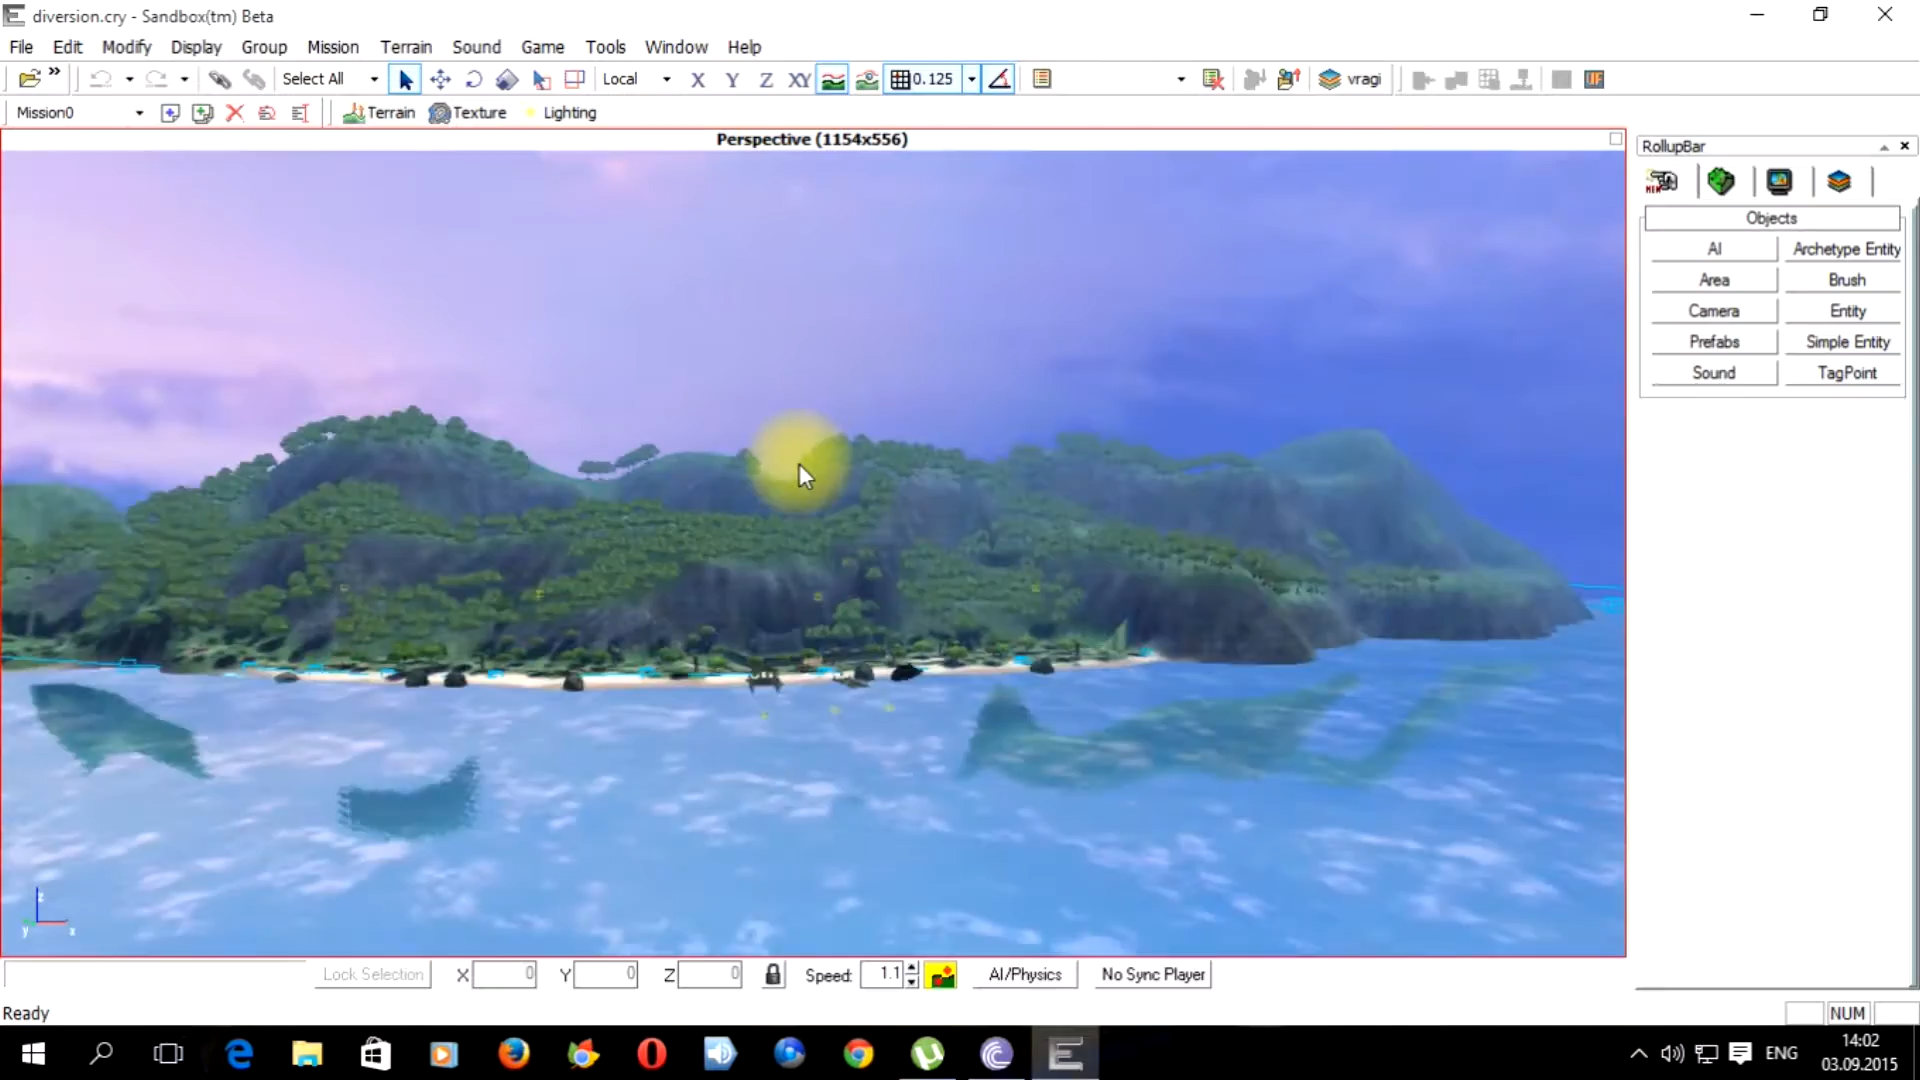 diversion.cry - Sandbox(tm) Beta
File Edit Modify Display Group Mission Terrain Sound Game Tools Window Help
Select All Local X Y Z XY 0.125 vragi
Mission0 Terrain Texture Lighting
Perspective (1154x556)
RollupBar
NEW
Objects
AI Archetype Entity
Area Brush
Camera Entity
Prefabs Simple Entity
Sound TagPoint
z
y x
Lock Selection X 0 Y 0 Z 0 Speed: 1.1 AI/Physics No Sync Player
Ready NUM
ENG 14:02
03.09.2015